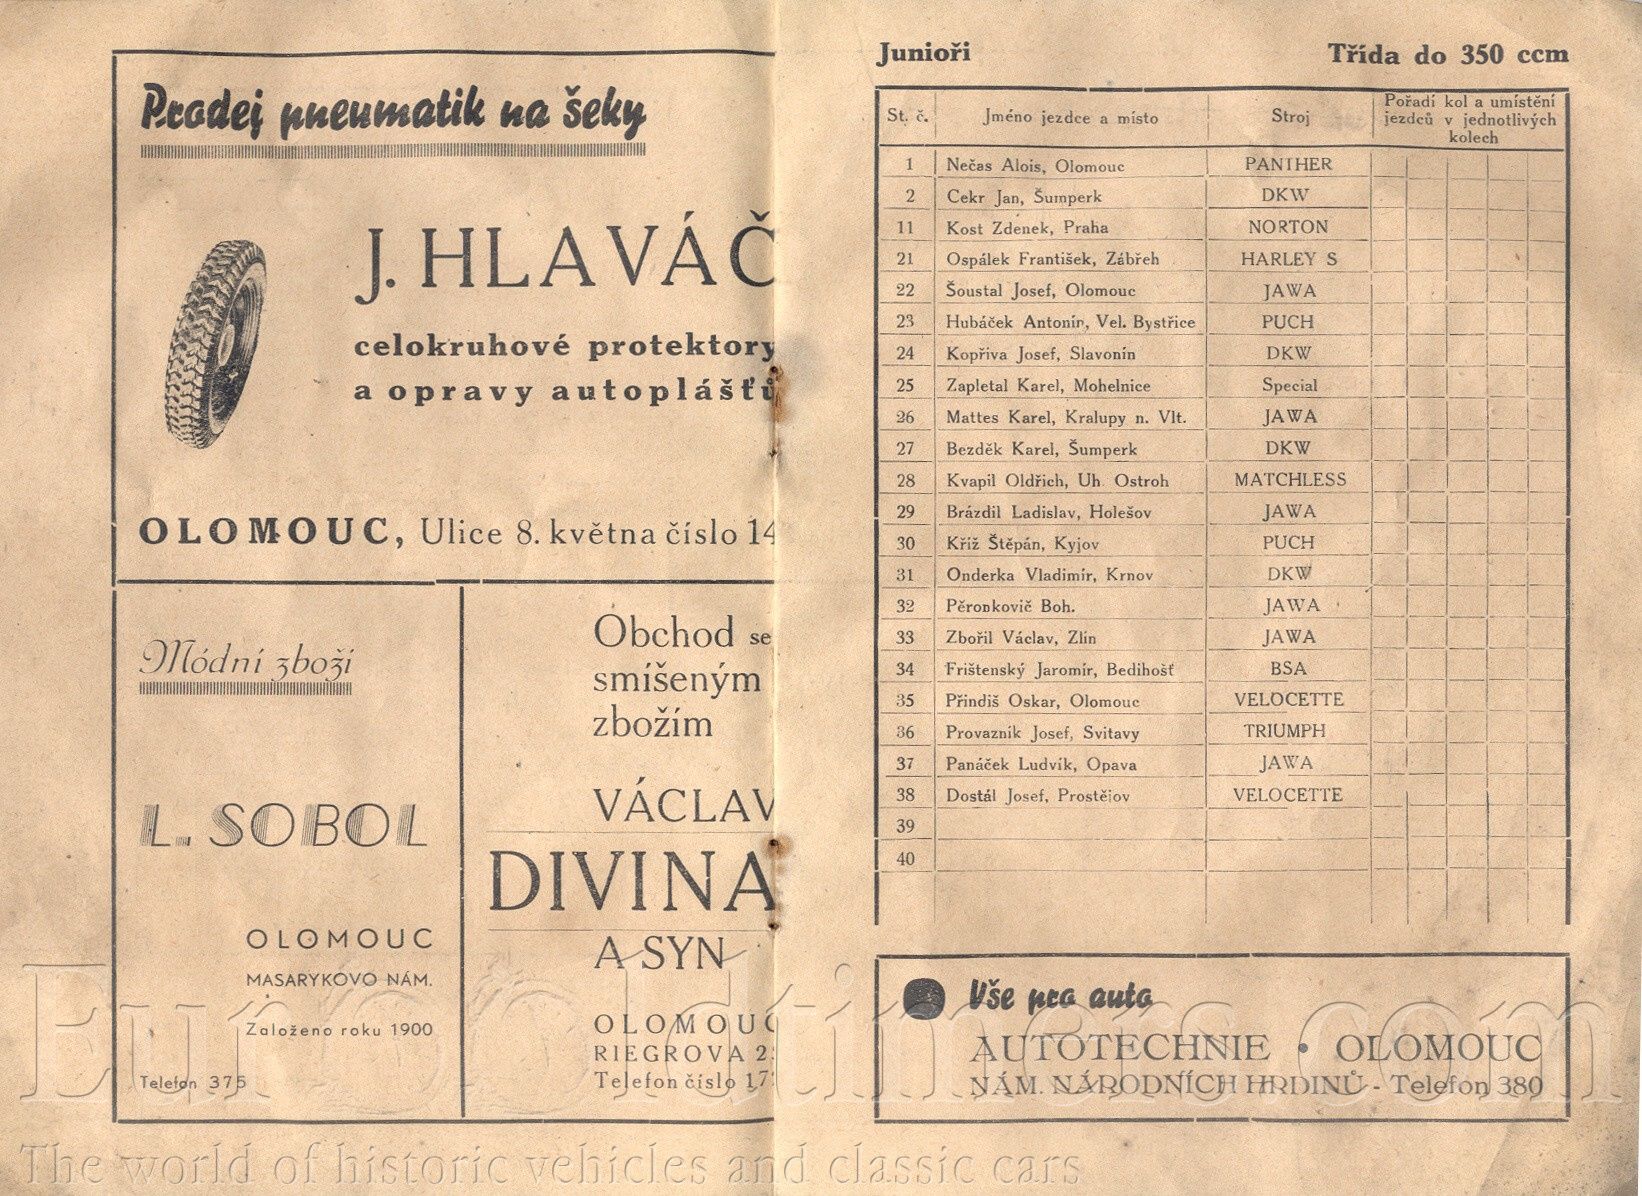 Prodej pneumatik na šeky
J. HLAVÁČ
celokruhové protektory
a opravy autoplášťů
OLOMOUC, Ulice 8. května číslo 14
Módní zboží
L. SOBOL
OLOMOUC
MASARYKOVO NÁM.
Založeno roku 1900
Telefon 375
Obchod se
smíšeným
zbožím
VÁCLAV
DIVINA
A SYN
OLOMOUC
RIEGROVA
Telefon číslo
Junioři Třída do 350 ccm
St. č. Jméno jezdce a místo Stroj Pořadí kol a umístění
jezdců v jednotlivých
kolech
1 Nečas Alois, Olomouc PANTHER
2 Cekr Jan, Šumperk DKW
11 Kost Zdenek, Praha NORTON
21 Ospálek František, Zábřeh HARLEY S
22 Šoustal Josef, Olomouc JAWA
23 Hubáček Antonín, Vel. Bystřice PUCH
24 Kopřiva Josef, Slavonín DKW
25 Zapletal Karel, Mohelnice Special
26 Mattes Karel, Kralupy n. Vlt. JAWA
27 Bezděk Karel, Šumperk DKW
28 Kvapil Oldřich, Uh. Ostroh MATCHLESS
29 Brázdil Ladislav, Holešov JAWA
30 Kříž Štěpán, Kyjov PUCH
31 Onderka Vladimír, Krnov DKW
32 Pěronkovič Boh. JAWA
33 Zbořil Václav, Zlín JAWA
34 Frištenský Jaromír, Bedihošť BSA
35 Přindiš Oskar, Olomouc VELOCETTE
36 Provazník Josef, Svitavy TRIUMPH
37 Panáček Ludvík, Opava JAWA
38 Dostál Josef, Prostějov VELOCETTE
39
40
Vše pro auto
AUTOTECHNIE • OLOMOUC
NÁM. NÁRODNÍCH HRDINŮ - Telefon 380
EuroOldtimers.com
The world of historic vehicles and classic cars